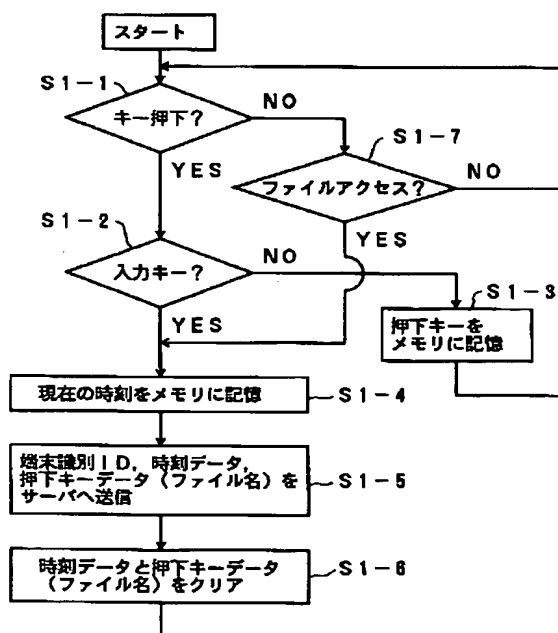 スタート
S1-1
キー押下?
NO
S1-7
YES
ファイルアクセス?
NO
S1-2
YES
入力キー?
NO
S1-3
YES
押下キーを
メモリに記憶
現在の時刻をメモリに記憶
S1-4
端末識別ID,時刻データ,
押下キーデータ(ファイル名)を
サーバへ送信
S1-5
時刻データと押下キーデータ
(ファイル名)をクリア
S1-6